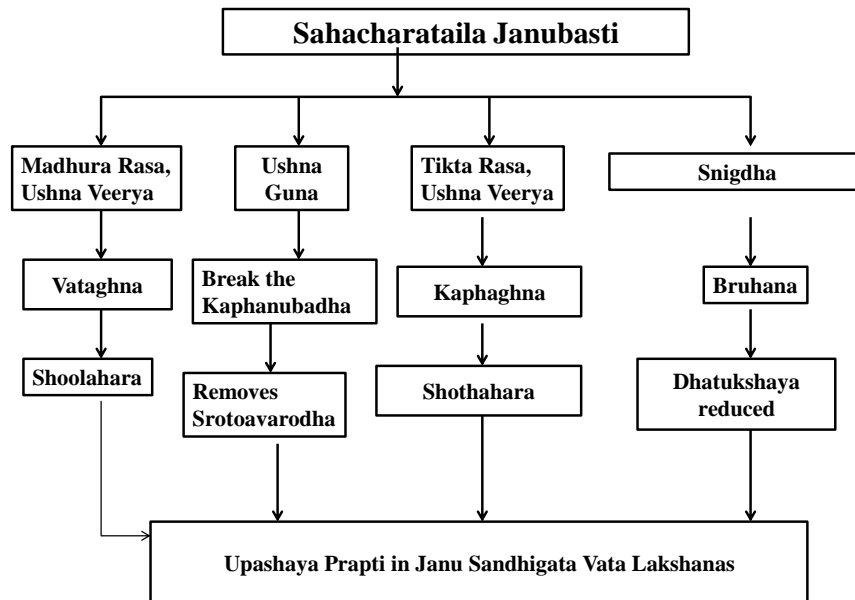 Sahacharataila Janubasti
Madhura Rasa,
Ushna Veerya
Ushna
Guna
Tikta Rasa,
Ushna Veerya
Snigdha
Vataghna
Break the
Kaphanubadha
Kaphaghna
Bruhana
Shoolahara
Removes
Srotoavarodha
Shothahara
Dhatukshaya
reduced
Upashaya Prapti in Janu Sandhigata Vata Lakshanas